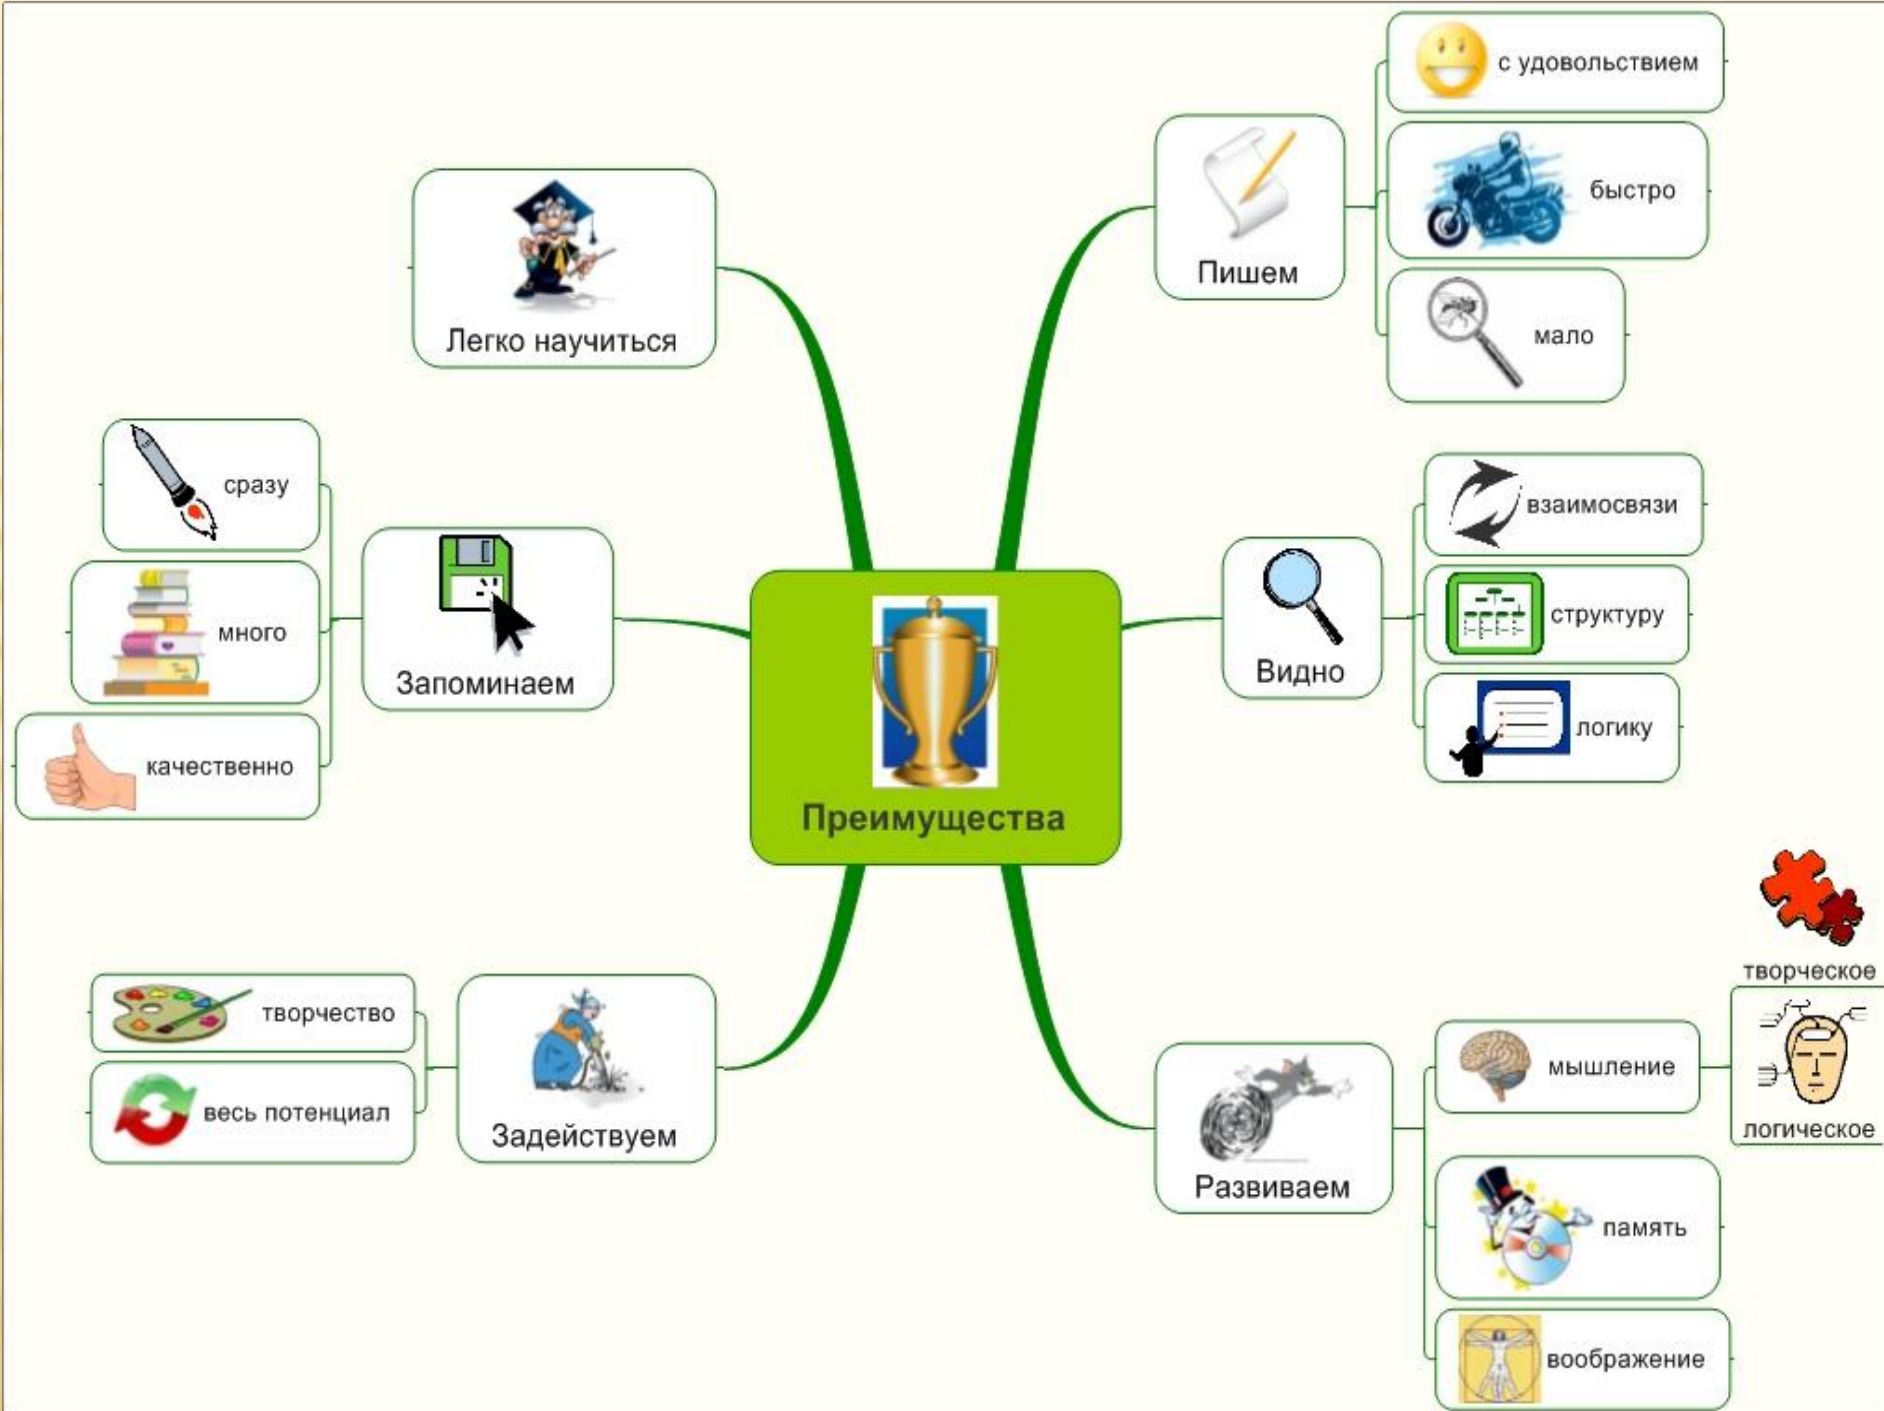 с удовольствием
быстро
Пишем
мало
Легко научиться
сразу
много
качественно
Запоминаем
Преимущества
взаимосвязи
Видно
структуру
логику
творчество
весь потенциал
Задействуем
Развиваем
творческое
мышление
логическое
память
воображение